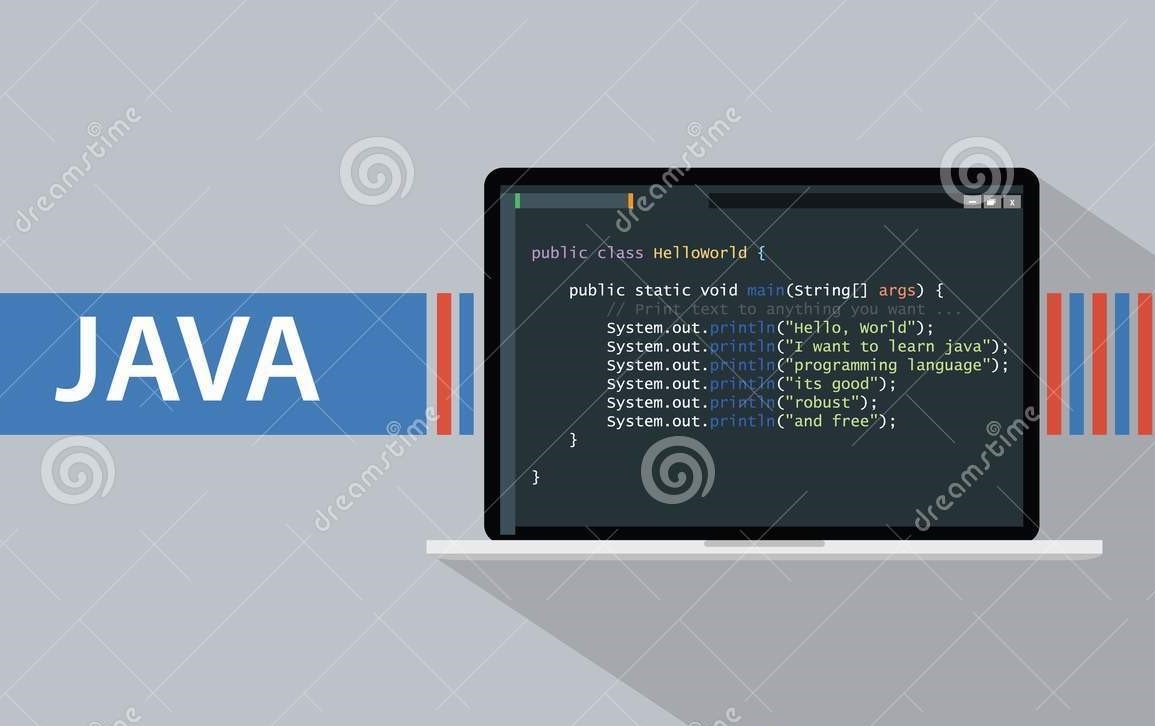 JAVA
public class HelloWorld {
public static void main(String[] args) {
// Print text to anything you want ...
System.out.println("Hello, World");
System.out.println("I want to learn java");
System.out.println("programming language");
System.out.println("its good");
System.out.println("robust");
System.out.println("and free");
}
}
dreamstime
dreamstime
dreamstime
dreamstime
dreamstime
dreamstime